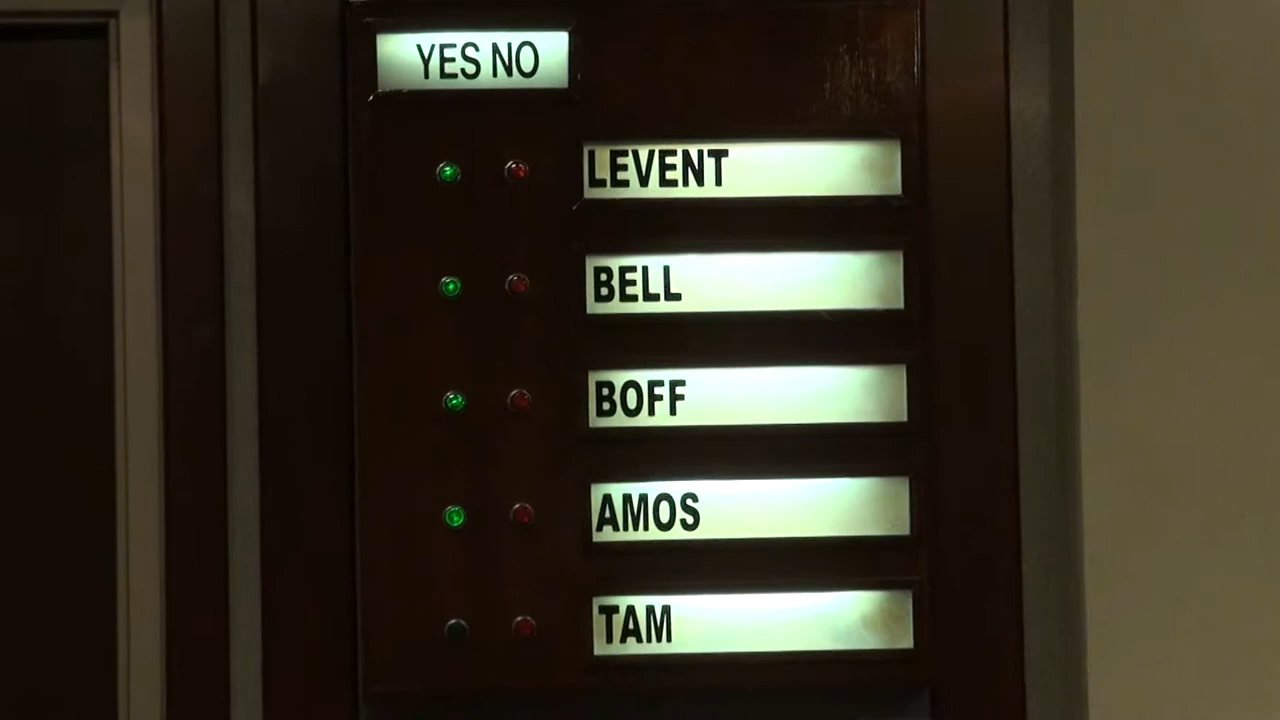 YES NO
LEVENT
BELL
BOFF
AMOS
TAM